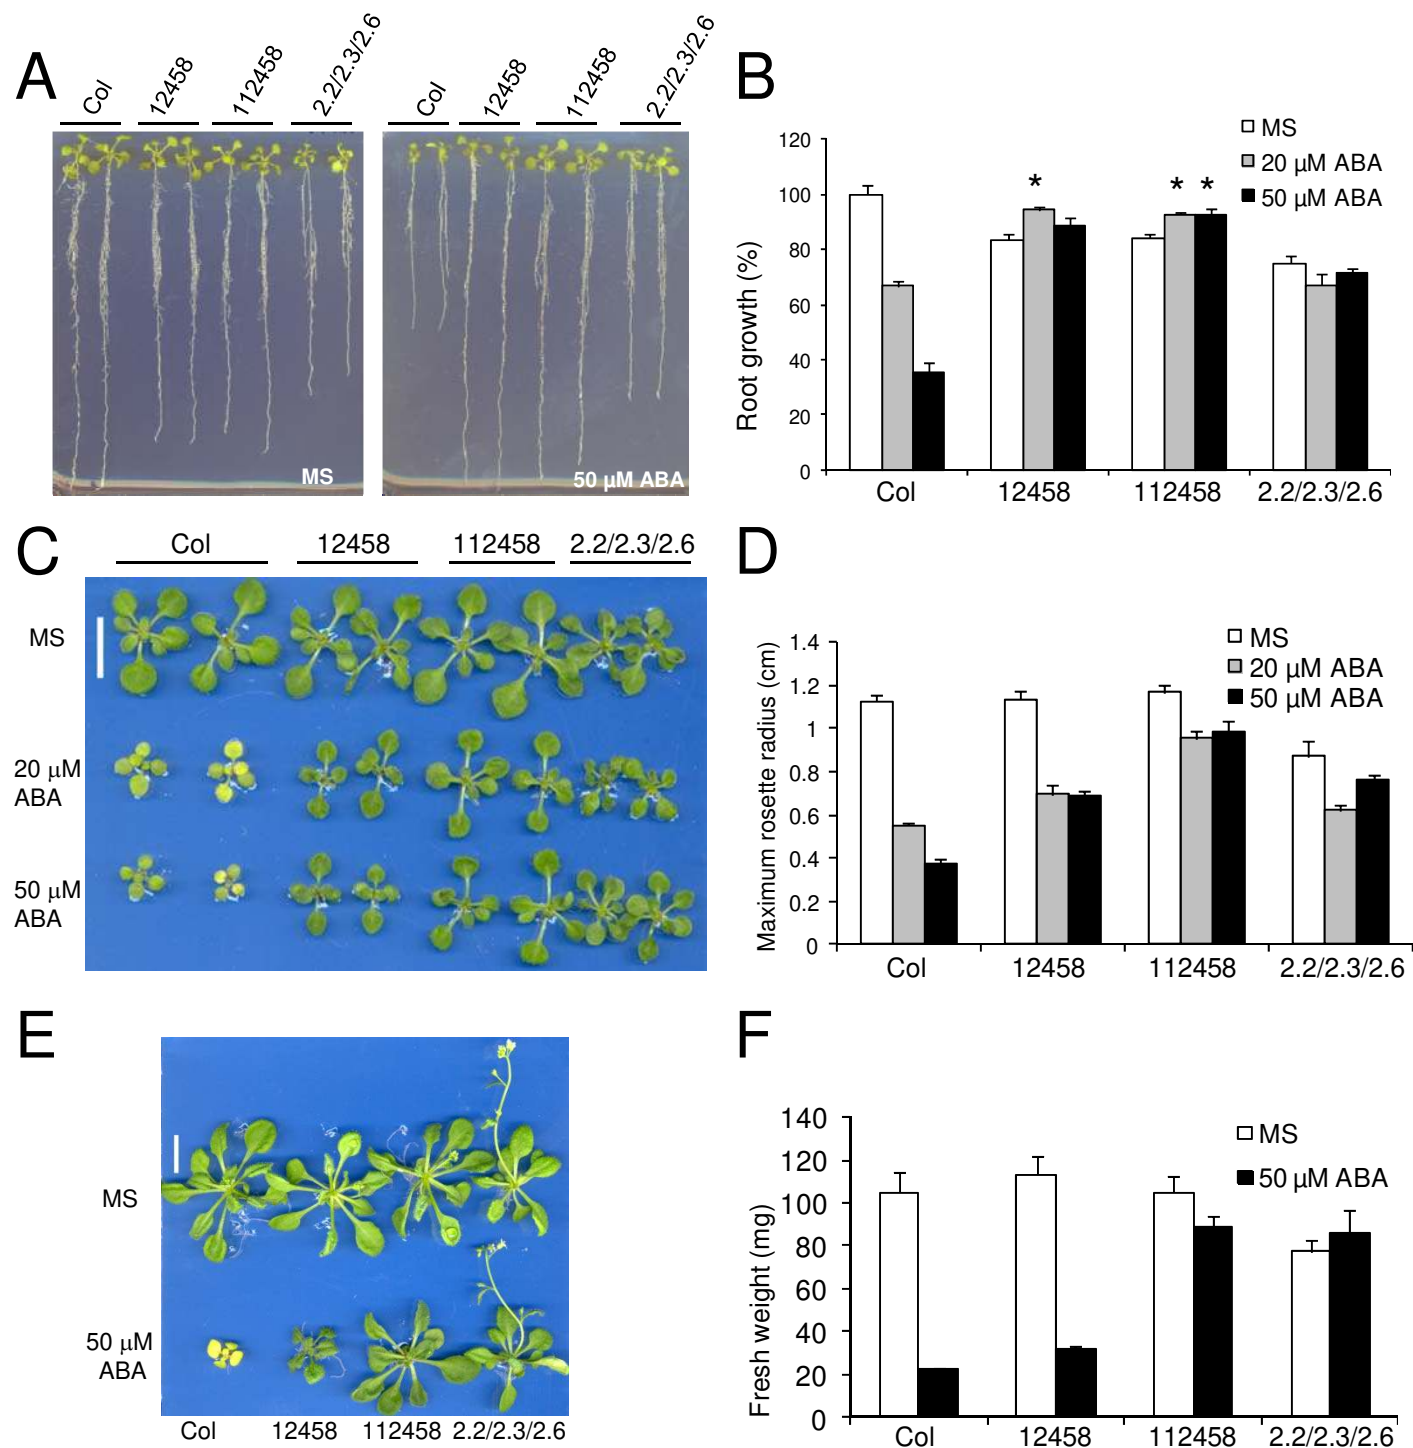 A
Col
12458
112458
2.2/2.3/2.6
Col
12458
112458
2.2/2.3/2.6
MS
50 µM ABA
B
MS
20 µM ABA
50 µM ABA
Root growth (%)
120
100
80
60
40
20
0
*
* *
Col
12458
112458
2.2/2.3/2.6
C
Col
12458
112458
2.2/2.3/2.6
MS
20 µM
ABA
50 µM
ABA
D
MS
20 µM ABA
50 µM ABA
Maximum rosette radius (cm)
1.4
1.2
1
0.8
0.6
0.4
0.2
0
Col
12458
112458
2.2/2.3/2.6
E
MS
50 µM
ABA
Col
12458
112458
2.2/2.3/2.6
F
MS
50 µM ABA
Fresh weight (mg)
140
120
100
80
60
40
20
0
Col
12458
112458
2.2/2.3/2.6